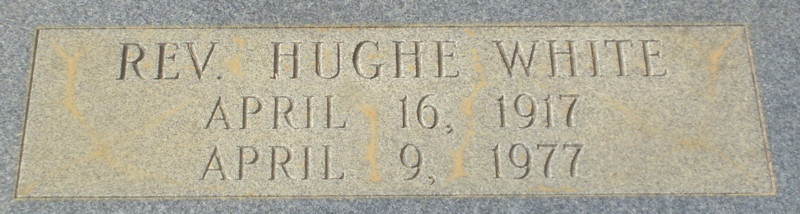 REV. HUGHE WHITE
APRIL 16, 1917
APRIL 9, 1977